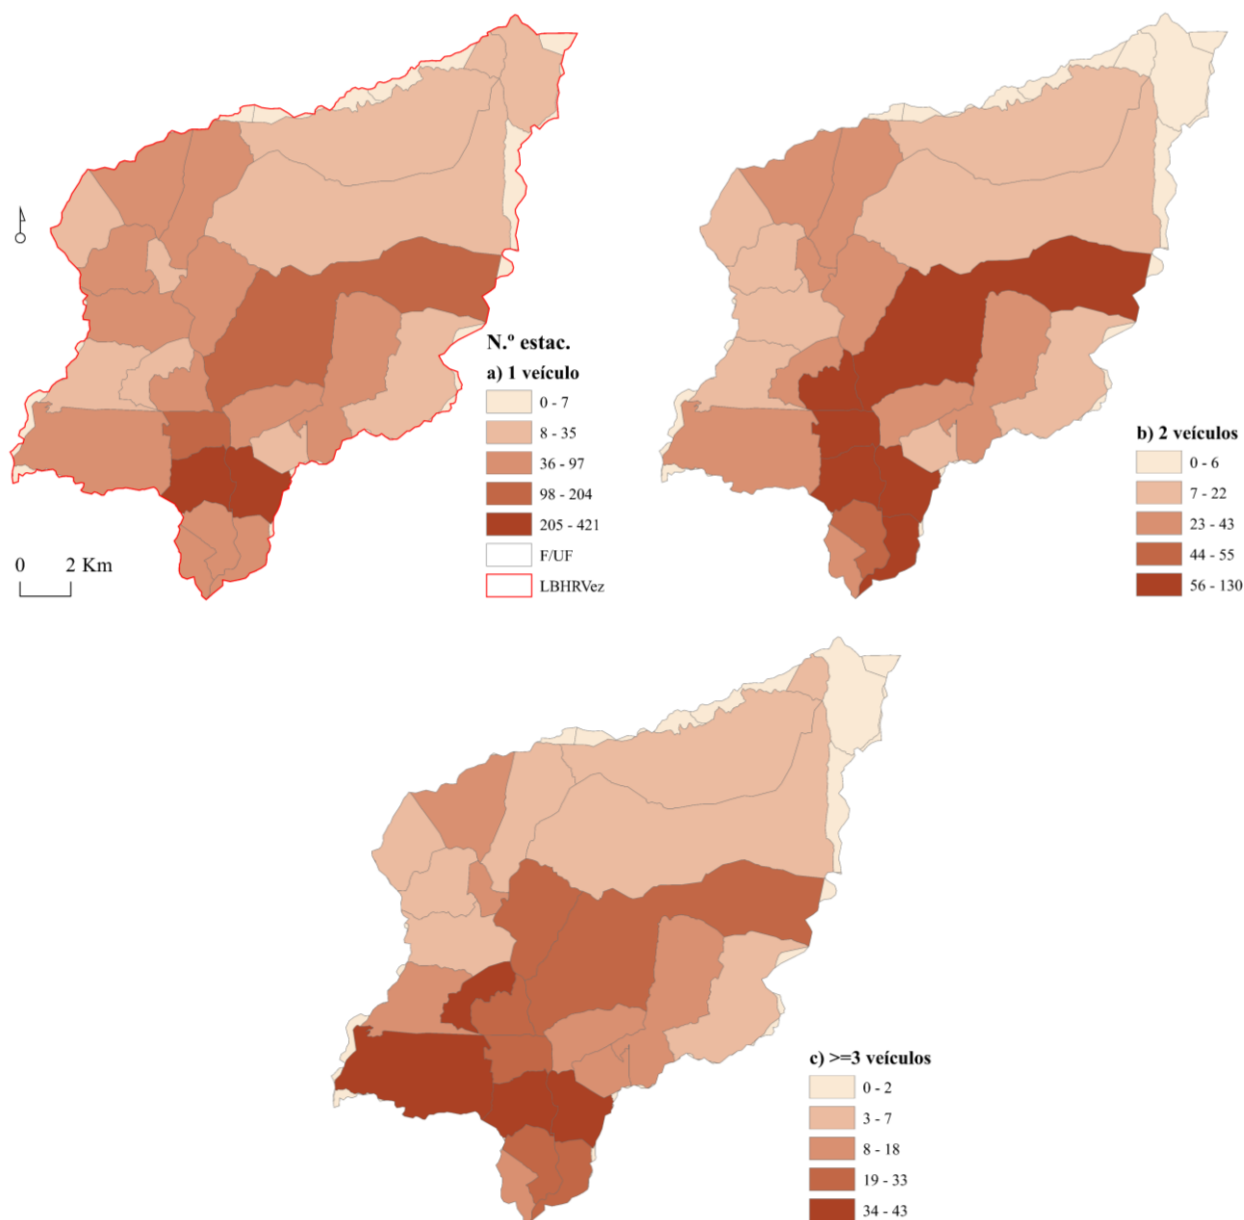 N.º estac.
a) 1 veículo
0 - 7
8 - 35
36 - 97
98 - 204
205 - 421
F/UF
LBHRVez
0 2 Km
b) 2 veículos
0 - 6
7 - 22
23 - 43
44 - 55
56 - 130
c) >=3 veículos
0 - 2
3 - 7
8 - 18
19 - 33
34 - 43